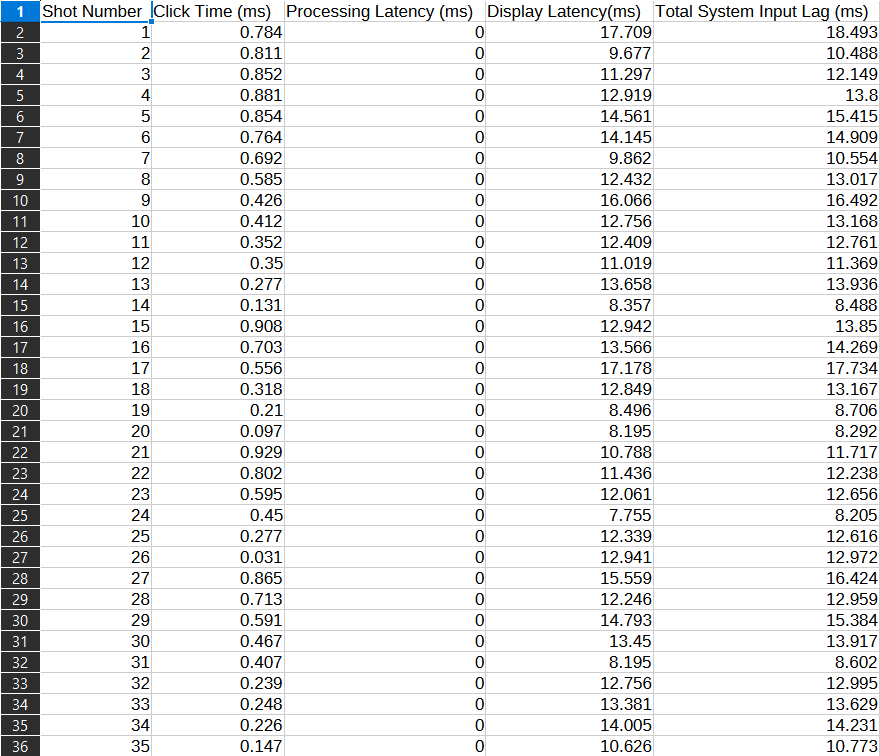 1 Shot Number Click Time (ms) Processing Latency (ms) Display Latency(ms) Total System Input Lag (ms)
2 1 0.784 0 17.709 18.493
3 2 0.811 0 9.677 10.488
4 3 0.852 0 11.297 12.149
5 4 0.881 0 12.919 13.8
6 5 0.854 0 14.561 15.415
7 6 0.764 0 14.145 14.909
8 7 0.692 0 9.862 10.554
9 8 0.585 0 12.432 13.017
10 9 0.426 0 16.066 16.492
11 10 0.412 0 12.756 13.168
12 11 0.352 0 12.409 12.761
13 12 0.35 0 11.019 11.369
14 13 0.277 0 13.658 13.936
15 14 0.131 0 8.357 8.488
16 15 0.908 0 12.942 13.85
17 16 0.703 0 13.566 14.269
18 17 0.556 0 17.178 17.734
19 18 0.318 0 12.849 13.167
20 19 0.21 0 8.496 8.706
21 20 0.097 0 8.195 8.292
22 21 0.929 0 10.788 11.717
23 22 0.802 0 11.436 12.238
24 23 0.595 0 12.061 12.656
25 24 0.45 0 7.755 8.205
26 25 0.277 0 12.339 12.616
27 26 0.031 0 12.941 12.972
28 27 0.865 0 15.559 16.424
29 28 0.713 0 12.246 12.959
30 29 0.591 0 14.793 15.384
31 30 0.467 0 13.45 13.917
32 31 0.407 0 8.195 8.602
33 32 0.239 0 12.756 12.995
34 33 0.248 0 13.381 13.629
35 34 0.226 0 14.005 14.231
36 35 0.147 0 10.626 10.773